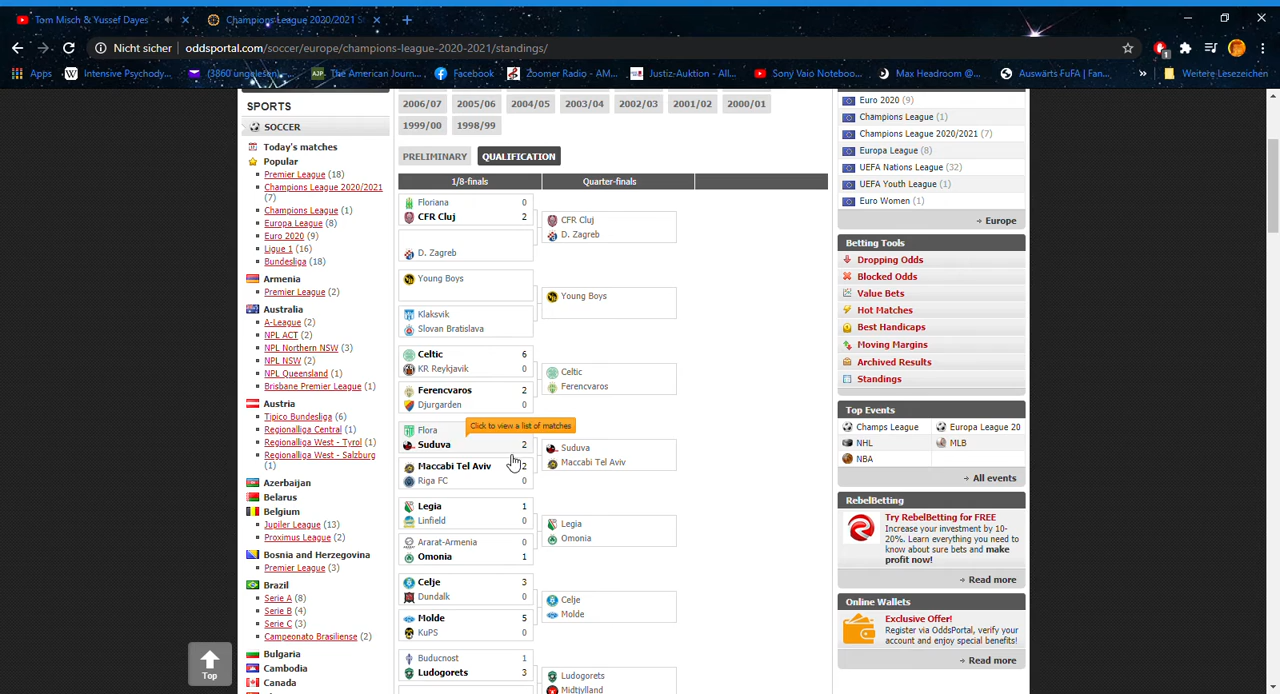 Tom Misch & Yussef Dayes
Champions League 2020/2021 S
Nicht sicher oddsportal.com/soccer/europe/champions-league-2020-2021/standings/
1
Apps Intensive Psychody... (3860 ungelesen) The American Journ... Facebook Zoomer Radio - AM... Justiz-Auktion - All... Sony Vaio Noteboo... Max Headroom @... Auswärts FuFA | Fan... » Weitere Lesezeichen
SPORTS
SOCCER
Today's matches
Popular
Premier League (18)
Champions League 2020/2021
(7)
Champions League (1)
Europa League (8)
Euro 2020 (9)
Ligue 1 (16)
Bundesliga (18)
Armenia
Premier League (2)
Australia
A-League (2)
NPL ACT (2)
NPL Northern NSW (3)
NPL NSW (2)
NPL Queensland (1)
Brisbane Premier League (1)
Austria
Tipico Bundesliga (6)
Regionalliga Central (1)
Regionalliga West - Tyrol (1)
Regionalliga West - Salzburg
(1)
Azerbaijan
Belarus
Belgium
Jupiler League (13)
Proximus League (2)
Bosnia and Herzegovina
Premier League (3)
Brazil
Serie A (8)
Serie B (4)
Serie C (3)
Campeonato Brasiliense (2)
Bulgaria
Cambodia
Canada
Top
2006/07 2005/06 2004/05 2003/04 2002/03 2001/02 2000/01
1999/00 1998/99
PRELIMINARY QUALIFICATION
1/8-finals Quarter-finals
Floriana 0
CFR Cluj 2
D. Zagreb
CFR Cluj
D. Zagreb
Young Boys
Klaksvik
Slovan Bratislava
Young Boys
Celtic 6
KR Reykjavik 0
Ferencvaros 2
Djurgarden 0
Celtic
Ferencvaros
Flora
Click to view a list of matches
Suduva 2
Maccabi Tel Aviv 2
Riga FC 0
Suduva
Maccabi Tel Aviv
Legia 1
Linfield 0
Ararat-Armenia 0
Omonia 1
Legia
Omonia
Celje 3
Dundalk 0
Molde 5
KuPS 0
Celje
Molde
Buducnost 1
Ludogorets 3
Ludogorets
Midtjylland
Euro 2020 (9)
Champions League (1)
Champions League 2020/2021 (7)
Europa League (8)
UEFA Nations League (32)
UEFA Youth League (1)
Euro Women (1)
Europe
Betting Tools
Dropping Odds
Blocked Odds
Value Bets
Hot Matches
Best Handicaps
Moving Margins
Archived Results
Standings
Top Events
Champs League Europa League 20
NHL MLB
NBA
All events
RebelBetting
Try RebelBetting for FREE
Increase your investment by 10-
20%. Learn everything you need to
know about sure bets and make
profit now!
Read more
Online Wallets
Exclusive Offer!
Register via OddsPortal, verify your
account and enjoy special benefits!
Read more